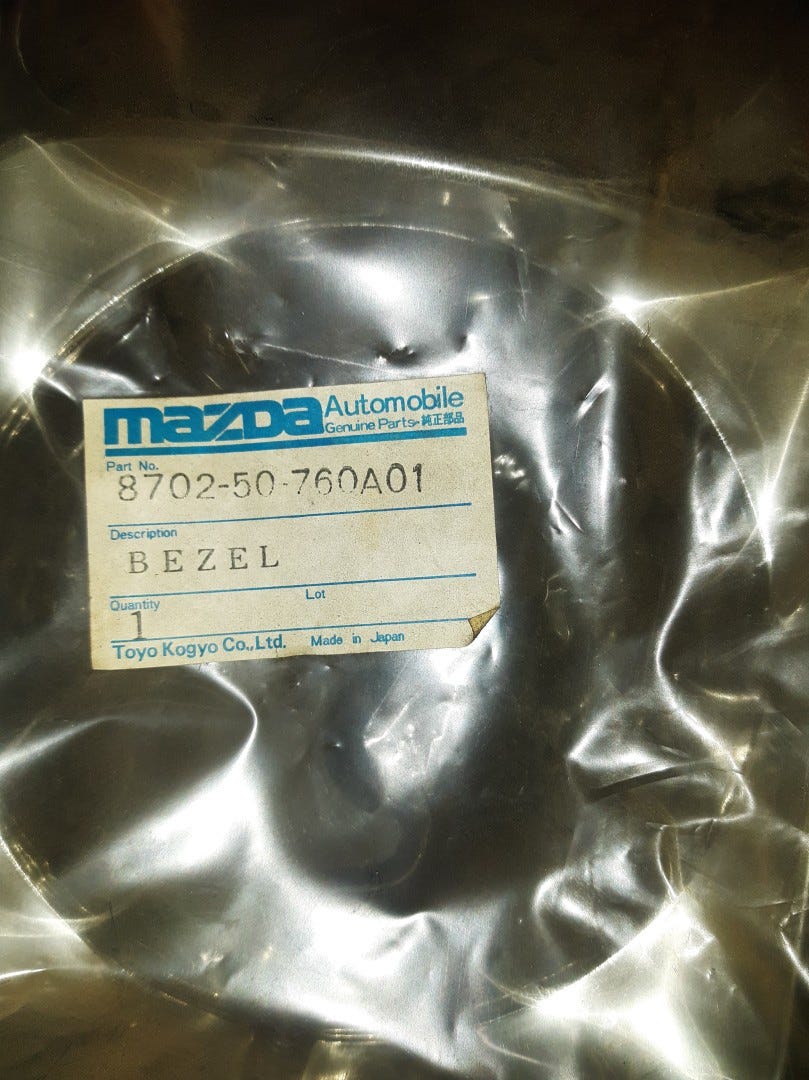 mazda Automobile
Genuine Parts・純正部品
Part No.
8702-50-760A01
Description
BEZEL
Quantity Lot
1
Toyo Kogyo Co.,Ltd. Made in Japan